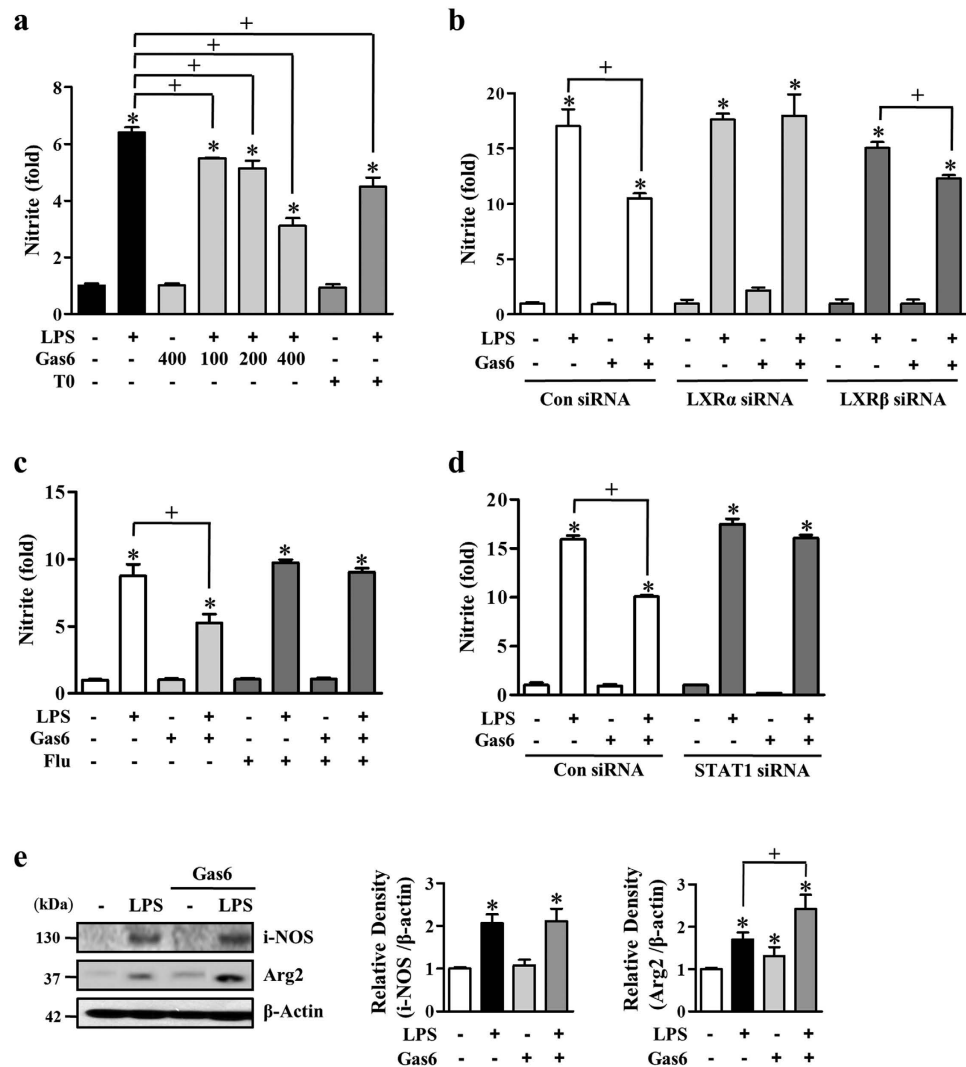 a
+
+
+
+
Nitrite (fold)
8
6
4
2
0
* * * * *
LPS - + - + + + - +
Gas6 - - 400 100 200 400 - -
T0 - - - - - - + +
b
+
+
Nitrite (fold)
20
15
10
5
0
* * * * * *
LPS - + - + - + - + - + - +
Gas6 - - + + - - + + - - + +
Con siRNA LXRα siRNA LXRβ siRNA
c
+
Nitrite (fold)
15
10
5
0
* * * *
LPS - + - + - + - +
Gas6 - - + + - - + +
Flu - - - - + + + +
d
+
Nitrite (fold)
20
15
10
5
0
* * * *
LPS - + - + - + - +
Gas6 - - + + - - + +
Con siRNA STAT1 siRNA
e
Gas6
(kDa) - LPS - LPS
130 i-NOS
37 Arg2
42 β-Actin
Relative Density
(i-NOS /β-actin)
3
2
1
0
* *
LPS - + - +
Gas6 - - + +
Relative Density
(Arg2 /β-actin)
3
2
1
0
+
* * *
LPS - + - +
Gas6 - - + +